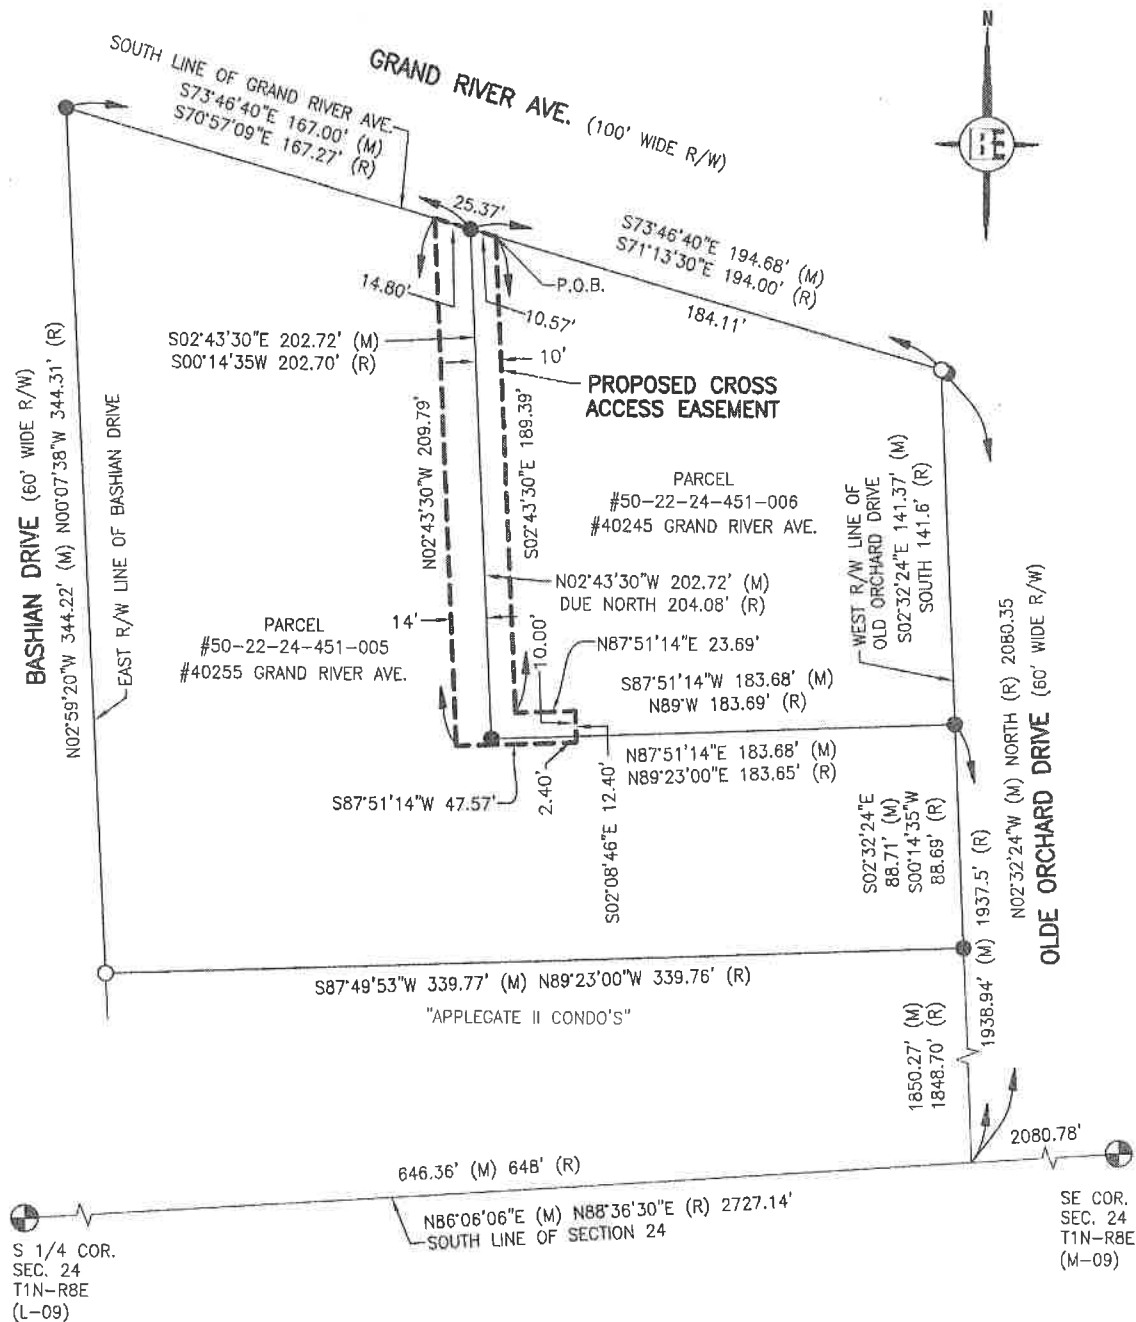 N
BE
GRAND RIVER AVE. (100' WIDE R/W)
SOUTH LINE OF GRAND RIVER AVE.
S73°46'40"E 167.00' (M)
S70°57'09"E 167.27' (R)
25.37'
S73°46'40"E 194.68' (M)
S71°13'30"E 194.00' (R)
184.11'
P.O.B.
14.80'
10.57'
S02°43'30"E 202.72' (M)
S00°14'35W 202.70' (R)
10'
PROPOSED CROSS
ACCESS EASEMENT
BASHIAN DRIVE (60' WIDE R/W)
N02°59'20"W 344.22' (M) N00°07'38"W 344.31' (R)
EAST R/W LINE OF BASHIAN DRIVE
N02°43'30"W 209.79'
S02°43'30"E 189.39'
PARCEL
#50-22-24-451-006
#40245 GRAND RIVER AVE.
WEST R/W LINE OF
OLD ORCHARD DRIVE
S02°32'24"E 141.37' (M)
SOUTH 141.6' (R)
N02°43'30"W 202.72' (M)
DUE NORTH 204.08' (R)
PARCEL
#50-22-24-451-005
#40255 GRAND RIVER AVE.
14'
10.00'
N87°51'14"E 23.69'
S87°51'14"W 183.68' (M)
N89°W 183.69' (R)
N87°51'14"E 183.68' (M)
N89°23'00"E 183.65' (R)
S87°51'14"W 47.57'
2.40'
S02°08'46"E 12.40'
S02°32'24"E
88.71' (M)
S00°14'35"W
88.69' (R)
N02°32'24"W (M) NORTH (R) 2080.35
OLDE ORCHARD DRIVE (60' WIDE R/W)
1938.94' (M) 1937.5' (R)
S87°49'53"W 339.77' (M) N89°23'00"W 339.76' (R)
"APPLEGATE II CONDO'S"
1850.27' (M)
1848.70' (R)
2080.78'
646.36' (M) 648' (R)
N86°06'06"E (M) N88°36'30"E (R) 2727.14'
SOUTH LINE OF SECTION 24
S 1/4 COR.
SEC. 24
T1N-R8E
(L-09)
SE COR.
SEC. 24
T1N-R8E
(M-09)